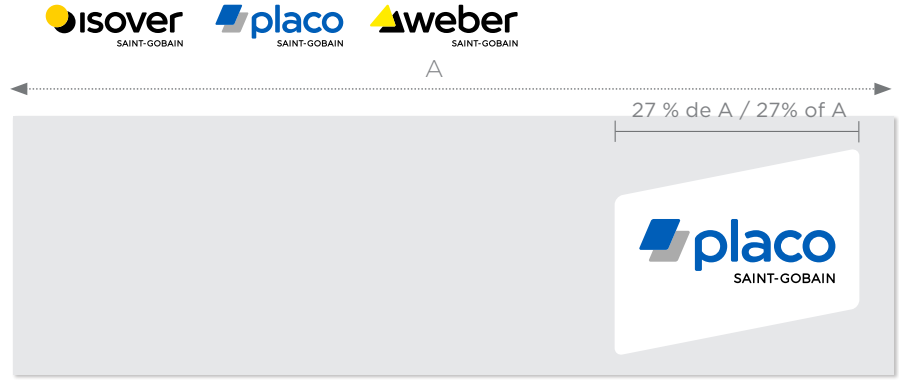 isover
SAINT-GOBAIN
placo
SAINT-GOBAIN
weber
SAINT-GOBAIN
A
27 % de A / 27% of A
placo
SAINT-GOBAIN